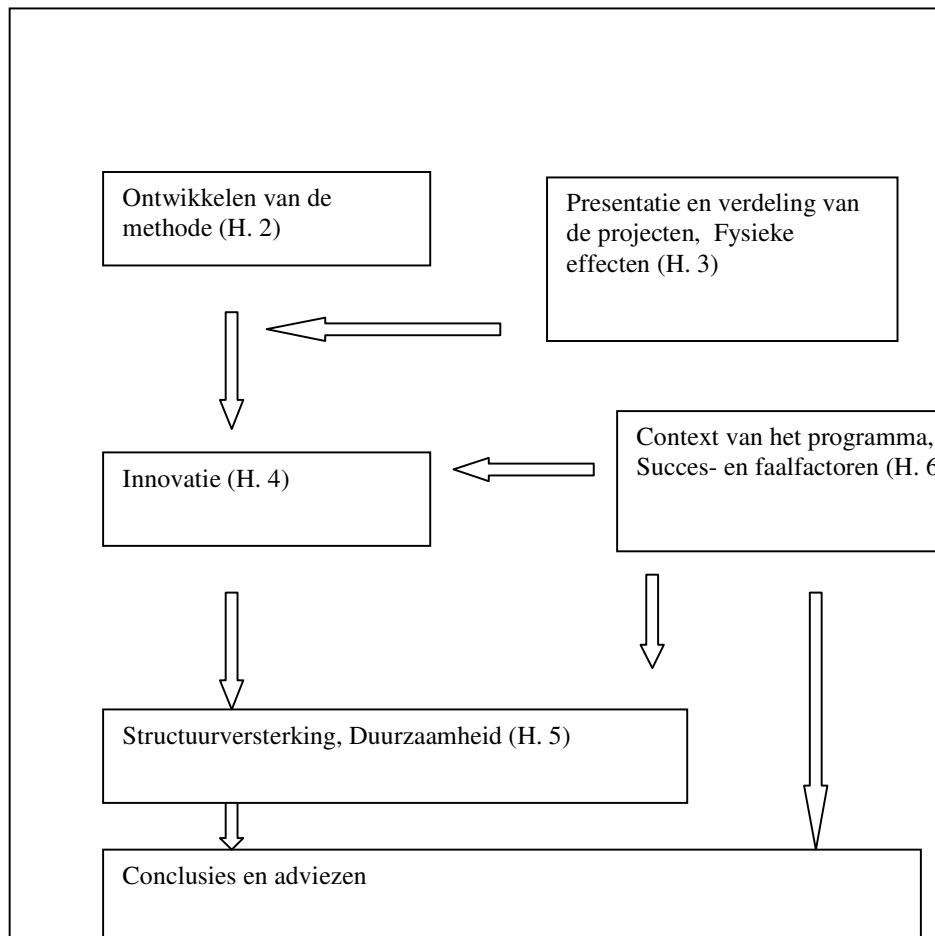 Ontwikkelen van de
methode (H. 2)
Presentatie en verdeling van
de projecten, Fysieke
effecten (H. 3)
Context van het programma,
Succes- en faalfactoren (H. 6
Innovatie (H. 4)
Structuurversterking, Duurzaamheid (H. 5)
Conclusies en adviezen